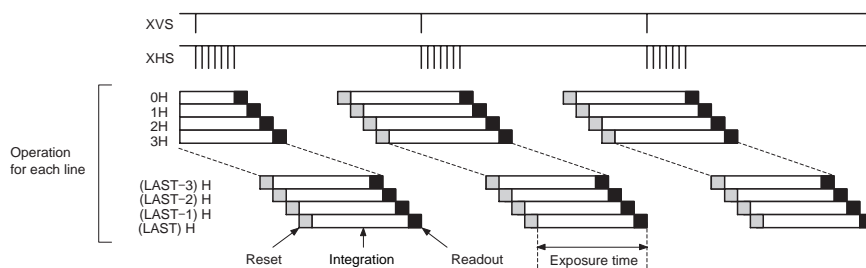 XVS
XHS
0H
1H
2H
3H
Operation
for each line
(LAST−3) H
(LAST−2) H
(LAST−1) H
(LAST) H
Reset
Integration
Readout
Exposure time